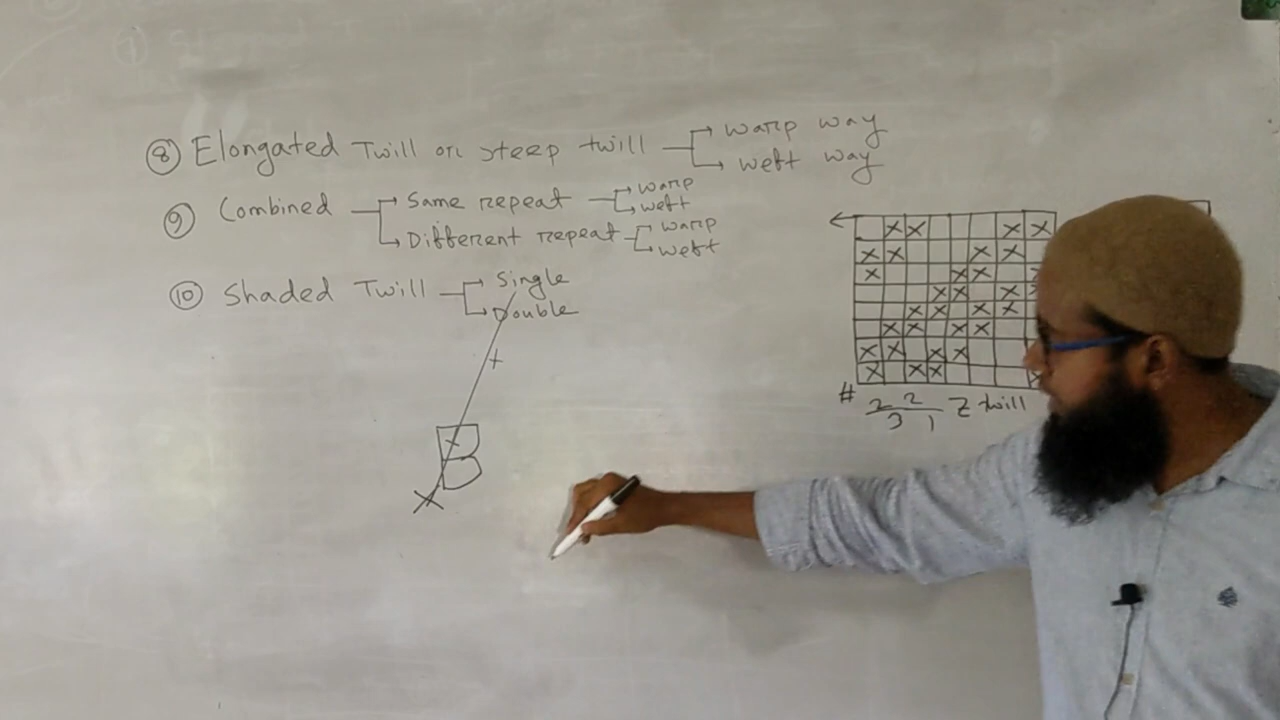 ⑧ Elongated Twill or steep twill → warp way
→ weft way
⑨ Combined → Same repeat → warp
→ weft
→ Different repeat → warp
→ weft
⑩ Shaded Twill → Single
→ Double
+
B
X X X X
X X X X
X X X
X X X
X X X X
X X X X
X X X X
X X X X
# 2 2
3 1 Z twill